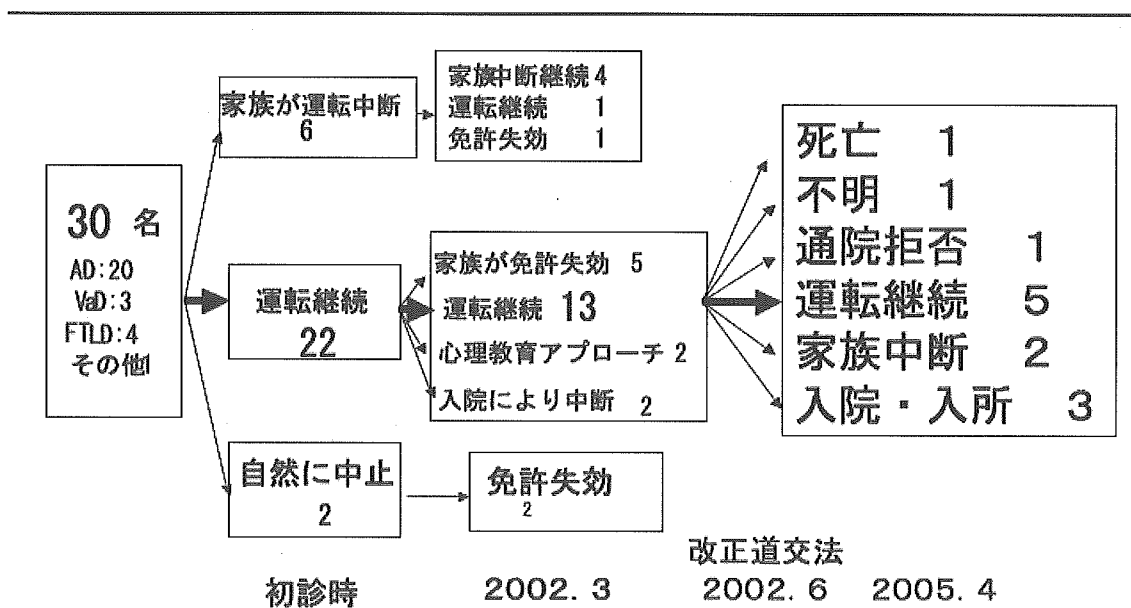 30 名
AD:20
VaD:3
FTLD:4
その他
家族が運転中断
6
家族中断継続 4
運転継続 1
免許失効 1
運転継続
22
家族が免許失効 5
運転継続 13
心理教育アプローチ 2
入院により中断 2
死亡 1
不明 1
通院拒否 1
運転継続 5
家族中断 2
入院・入所 3
自然に中止
2
免許失効
2
改正道交法
初診時 2002.3 2002.6 2005.4